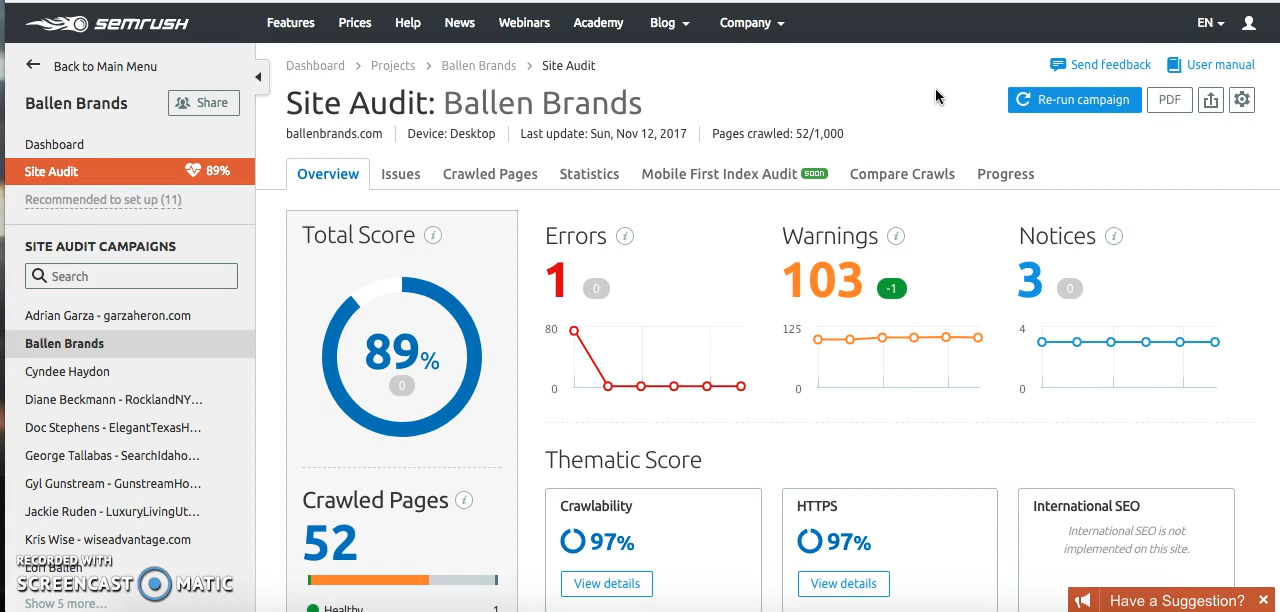 SEMRUSH
Features Prices Help News Webinars Academy Blog Company EN
Back to Main Menu
Ballen Brands
Share
Dashboard
Site Audit 89%
Recommended to set up (11)
SITE AUDIT CAMPAIGNS
Search
Adrian Garza - garzaheron.com
Ballen Brands
Cyndee Haydon
Diane Beckmann - RocklandNY...
Doc Stephens - ElegantTexasH...
George Tallabas - SearchIdaho...
Gyl Gunstream - GunstreamHo...
Jackie Ruden - LuxuryLivingUt...
Kris Wise - wiseadvantage.com
Lori Ballen
Show 5 more...
RECORDED WITH
SCREENCAST MATIC
Dashboard > Projects > Ballen Brands > Site Audit
Send feedback
User manual
Site Audit: Ballen Brands
Re-run campaign
PDF
ballenbrands.com Device: Desktop Last update: Sun, Nov 12, 2017 Pages crawled: 52/1,000
Overview Issues Crawled Pages Statistics Mobile First Index Audit SOON Compare Crawls Progress
Total Score i
89%
0
Crawled Pages i
52
Healthy 1
Errors i
1 0
80
0
Warnings i
103 -1
125
0
Notices i
3 0
4
0
Thematic Score
Crawlability
97%
View details
HTTPS
97%
View details
International SEO
International SEO is not
implemented on this site.
Have a Suggestion? ×